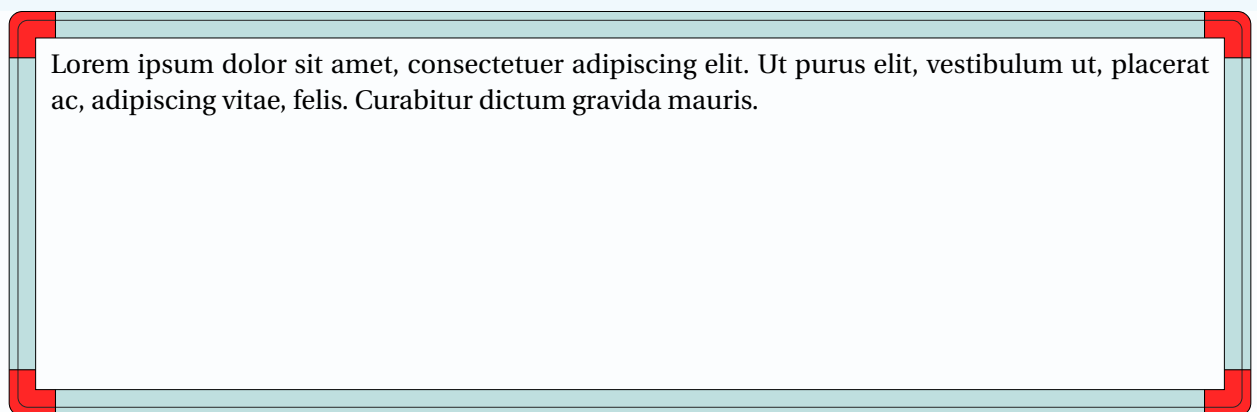 Lorem ipsum dolor sit amet, consectetuer adipiscing elit. Ut purus elit, vestibulum ut, placerat
ac, adipiscing vitae, felis. Curabitur dictum gravida mauris.